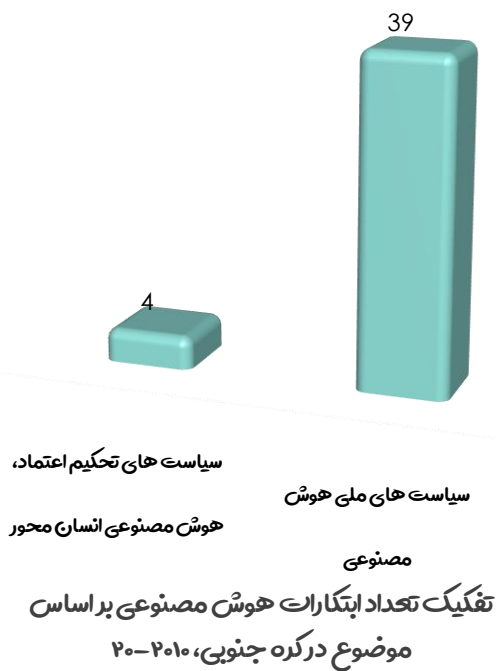 39
4
سیاست های تحکیم اعتماد،
هوش مصنوعی انسان محور
سیاست های ملی هوش
مصنوعی
تفکیک تعداد ابتکارات هوش مصنوعی بر اساس
موضوع در کره جنوبی، ۲۰۱۰-۲۰